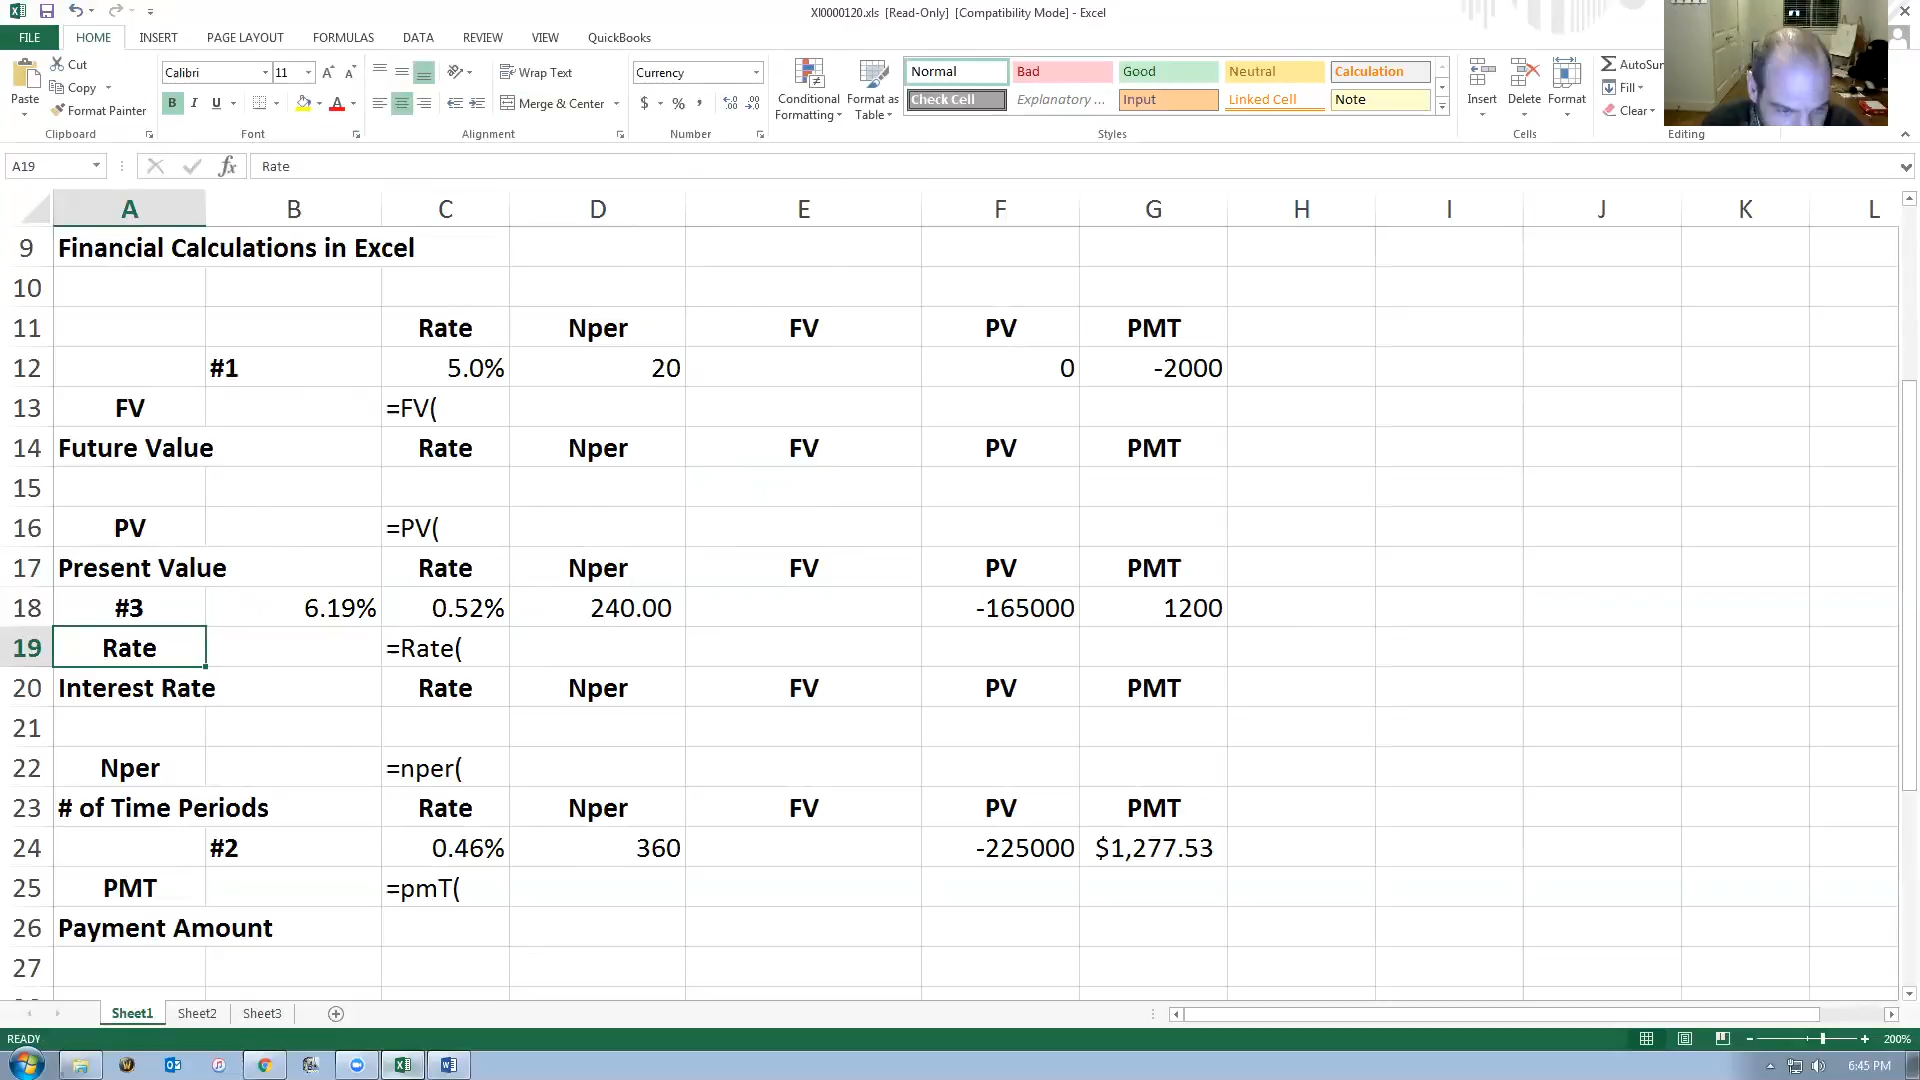 XI0000120.xls [Read-Only] [Compatibility Mode] - Excel
FILE HOME INSERT PAGE LAYOUT FORMULAS DATA REVIEW VIEW QuickBooks
Paste Cut Copy Format Painter
Calibri 11
B I U
Wrap Text
Merge & Center
Currency
$ %
Conditional Formatting Format as Table
Normal Bad Good Neutral Calculation
Check Cell Explanatory ... Input Linked Cell Note
Insert Delete Format
AutoSum
Fill
Clear
Clipboard Font Alignment Number Styles Cells Editing
A19 fx Rate
A B C D E F G H I J K L
9 Financial Calculations in Excel
10
11 Rate Nper FV PV PMT
12 #1 5.0% 20 0 -2000
13 FV =FV(
14 Future Value Rate Nper FV PV PMT
15
16 PV =PV(
17 Present Value Rate Nper FV PV PMT
18 #3 6.19% 0.52% 240.00 -165000 1200
19 Rate =Rate(
20 Interest Rate Rate Nper FV PV PMT
21
22 Nper =nper(
23 # of Time Periods Rate Nper FV PV PMT
24 #2 0.46% 360 -225000 $1,277.53
25 PMT =pmT(
26 Payment Amount
27
Sheet1 Sheet2 Sheet3
READY 200%
6:45 PM